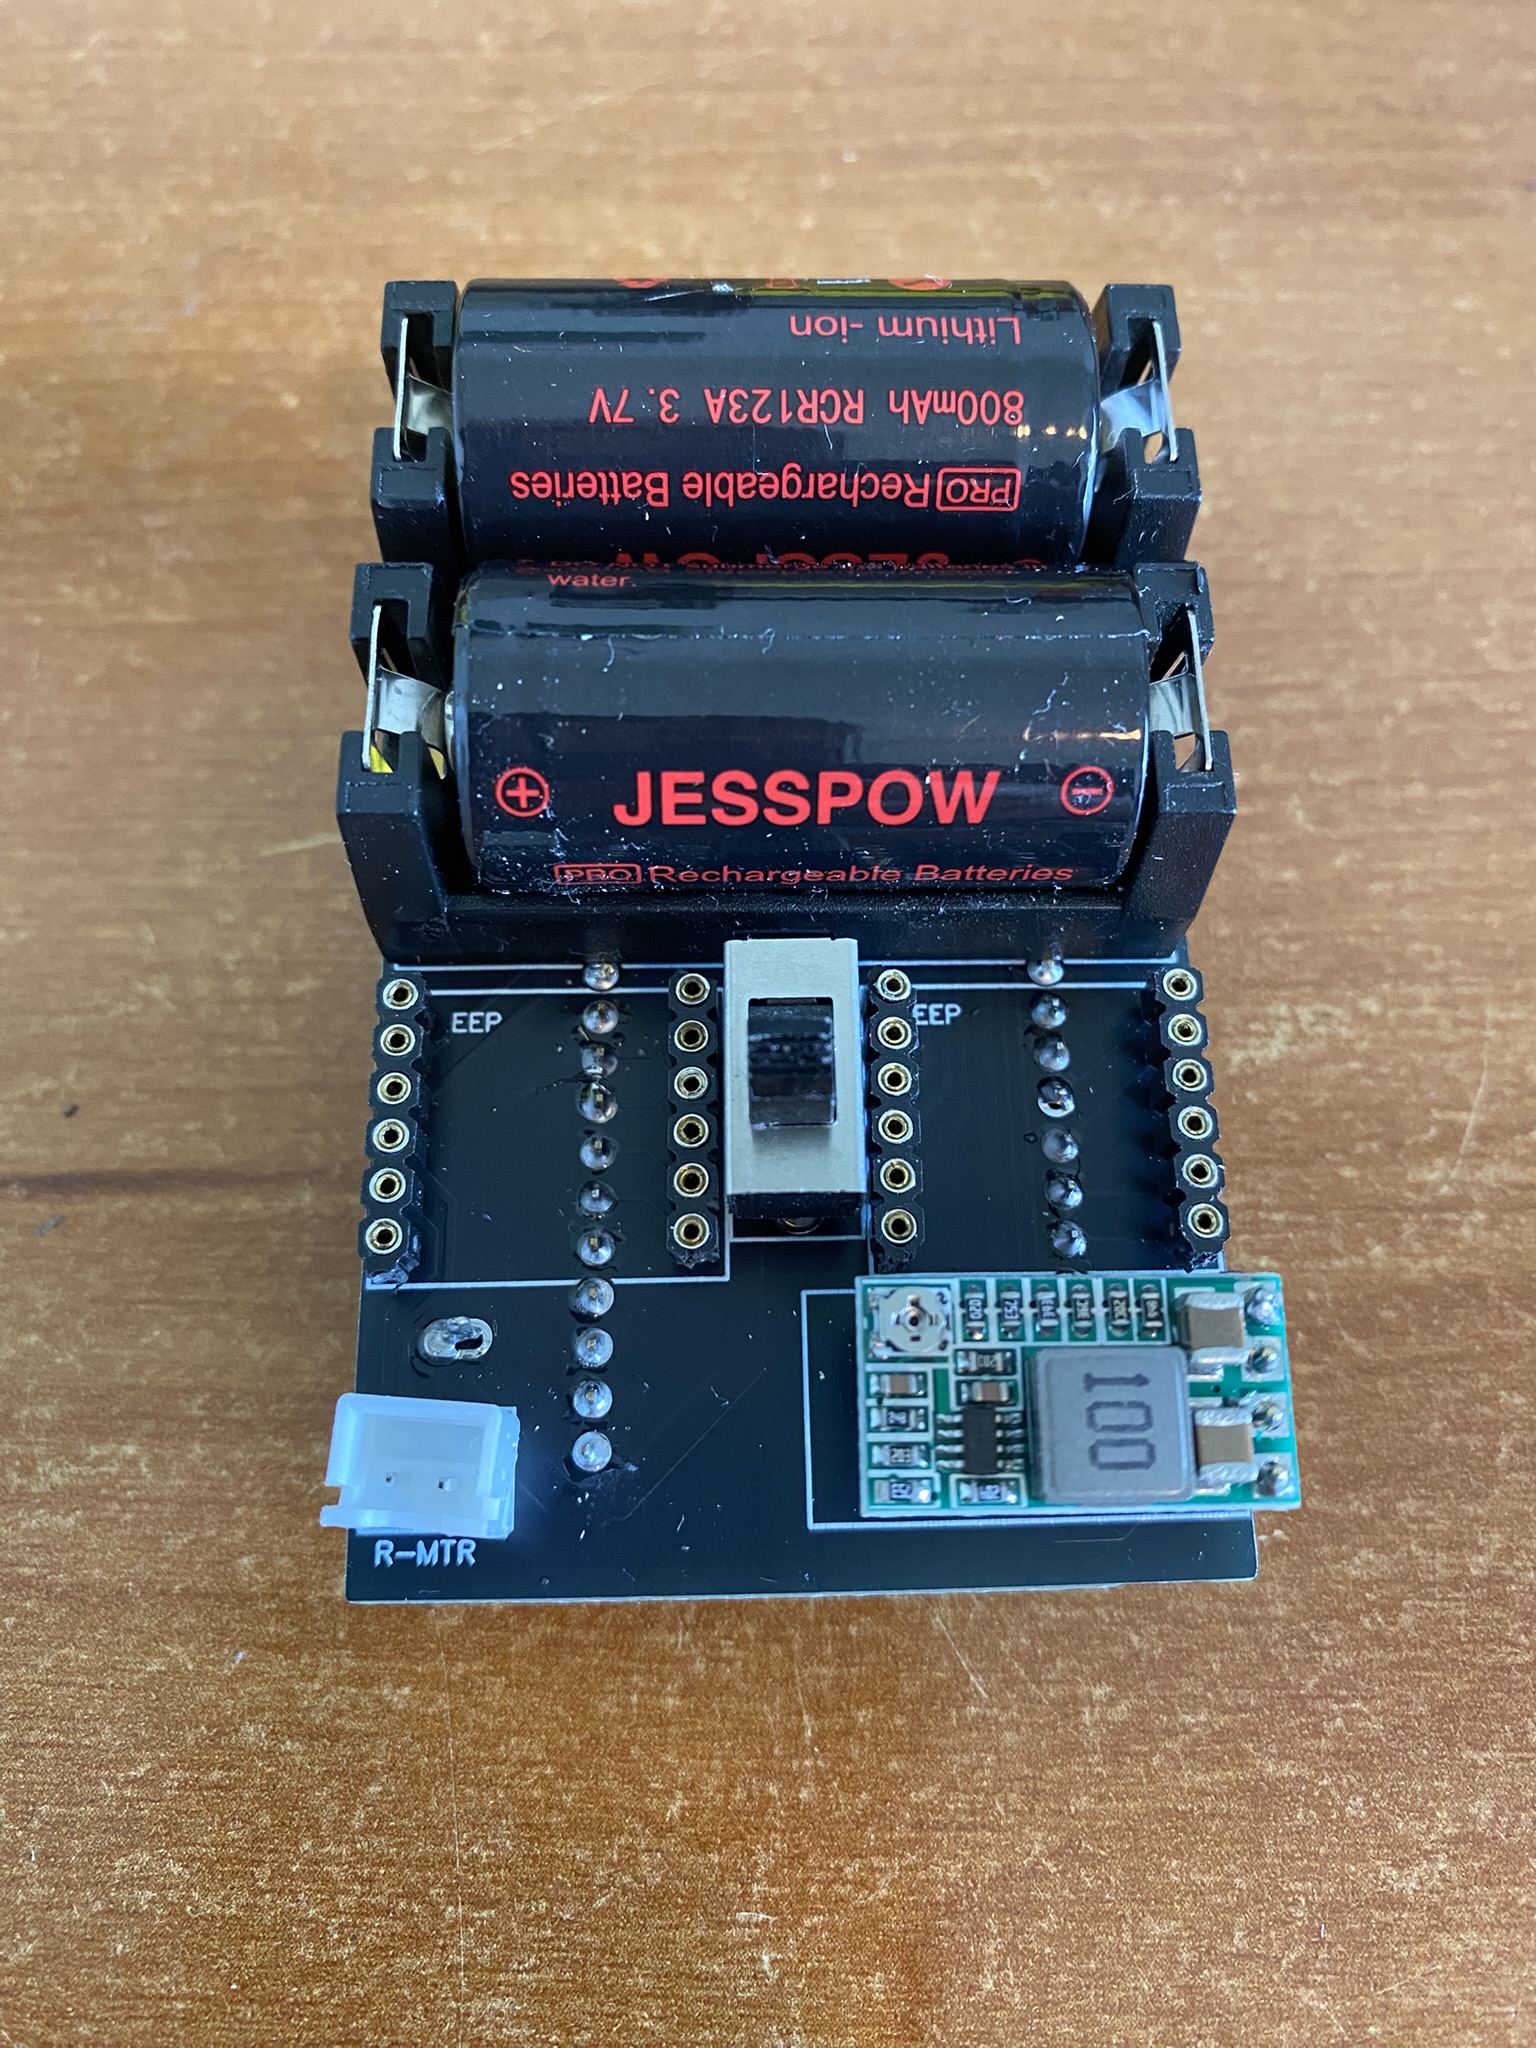 Lithium -ion
800mAh RCR123A 3.7V
PRO Rechargeable Batteries
water.
+ JESSPOW −
PRO Rechargeable Batteries
EEP
EEP
100
R-MTR